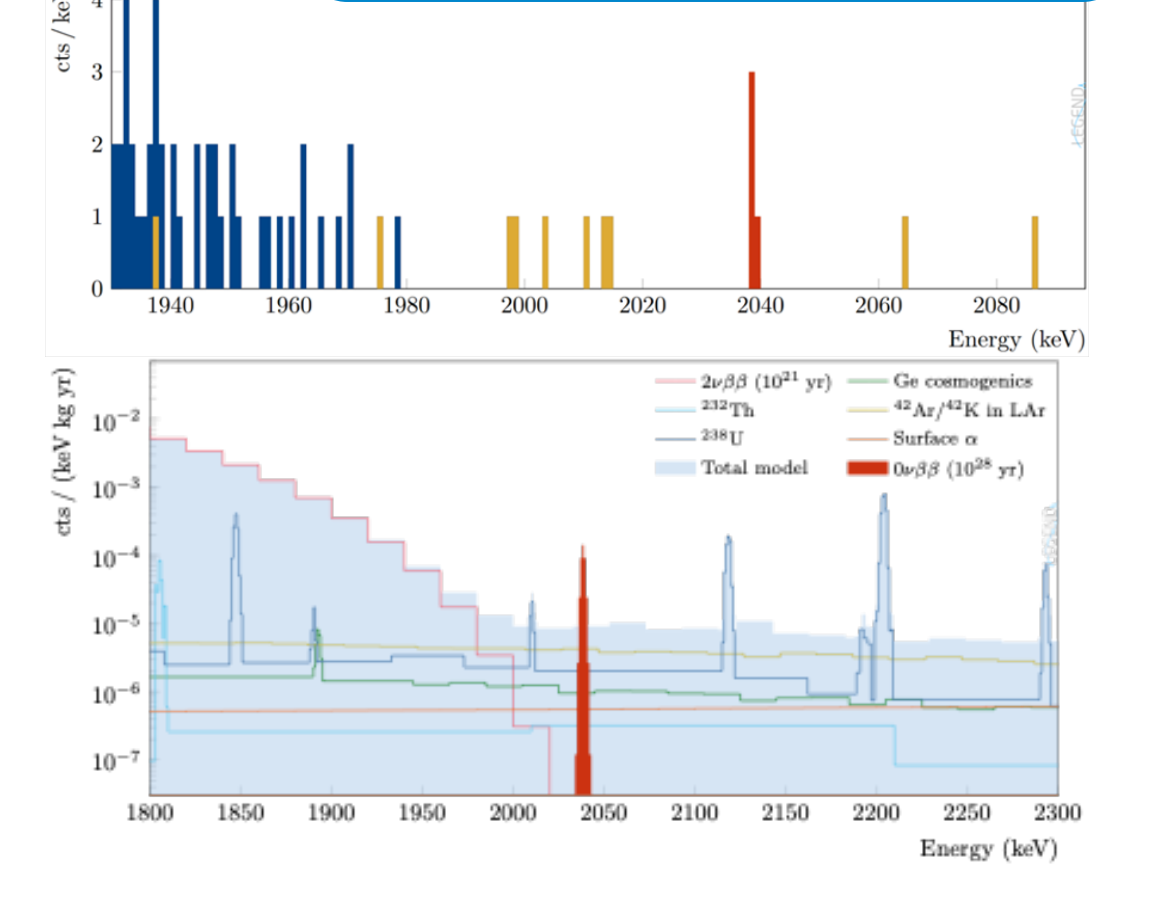 4
cts / ke
3
2
1
0
1940 1960 1980 2000 2020 2040 2060 2080
Energy (keV)
LEGEND
cts / (keV kg yr)
10⁻²
10⁻³
10⁻⁴
10⁻⁵
10⁻⁶
10⁻⁷
2νββ (10²¹ yr) Ge cosmogenics
²³²Th ⁴²Ar/⁴²K in LAr
²³⁸U Surface α
Total model 0νββ (10²⁸ yr)
LEGEND
1800 1850 1900 1950 2000 2050 2100 2150 2200 2250 2300
Energy (keV)